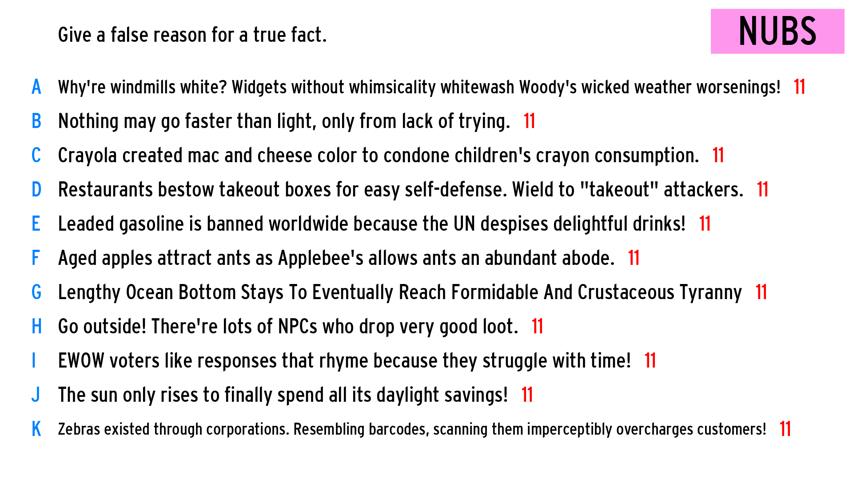 Give a false reason for a true fact.
NUBS
A Why're windmills white? Widgets without whimsicality whitewash Woody's wicked weather worsenings! 11
B Nothing may go faster than light, only from lack of trying. 11
C Crayola created mac and cheese color to condone children's crayon consumption. 11
D Restaurants bestow takeout boxes for easy self-defense. Wield to "takeout" attackers. 11
E Leaded gasoline is banned worldwide because the UN despises delightful drinks! 11
F Aged apples attract ants as Applebee's allows ants an abundant abode. 11
G Lengthy Ocean Bottom Stays To Eventually Reach Formidable And Crustaceous Tyranny 11
H Go outside! There're lots of NPCs who drop very good loot. 11
I EWOW voters like responses that rhyme because they struggle with time! 11
J The sun only rises to finally spend all its daylight savings! 11
K Zebras existed through corporations. Resembling barcodes, scanning them imperceptibly overcharges customers! 11